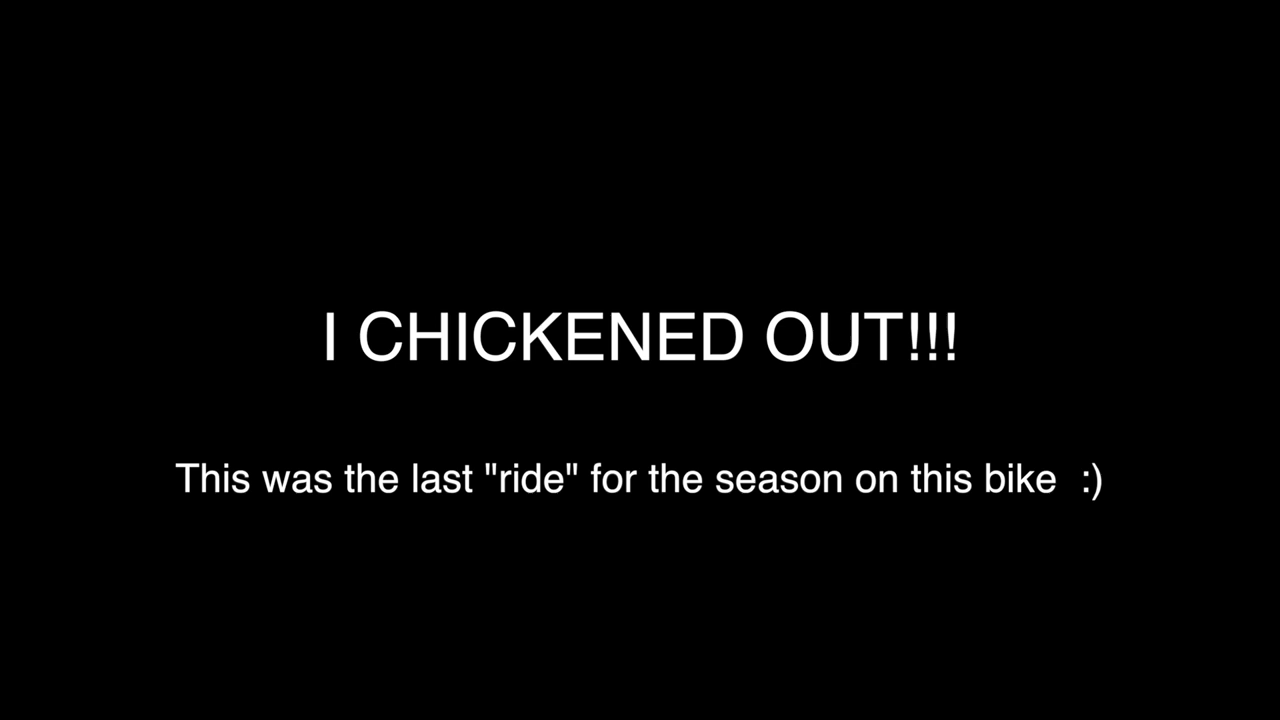 I CHICKENED OUT!!!
This was the last "ride" for the season on this bike  :)